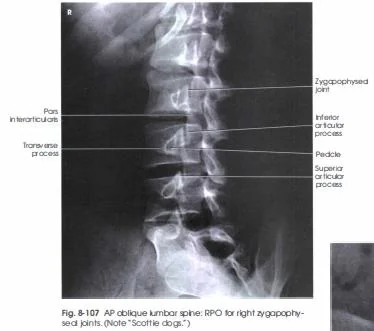 R
Zygapophysed
joint
Pars
interarticularis
Inferior
articular
process
Transverse
process
Pedicle
Superior
articular
process
Fig. 8-107 AP oblique lumbar spine: RPO for right zygapophy-
seal joints. (Note "Scottie dogs.")